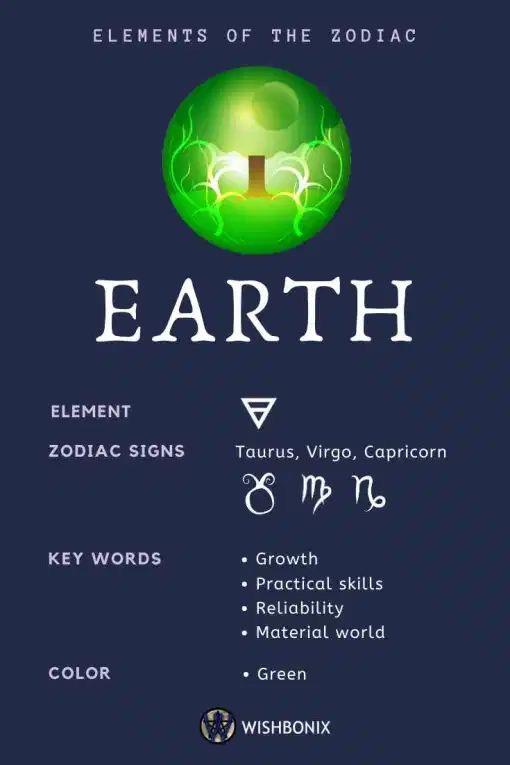 ELEMENTS OF THE ZODIAC
EARTH
ELEMENT
ZODIAC SIGNS
Taurus, Virgo, Capricorn
♉ ♍ ♑
KEY WORDS
• Growth
• Practical skills
• Reliability
• Material world
COLOR
• Green
WISHBONIX